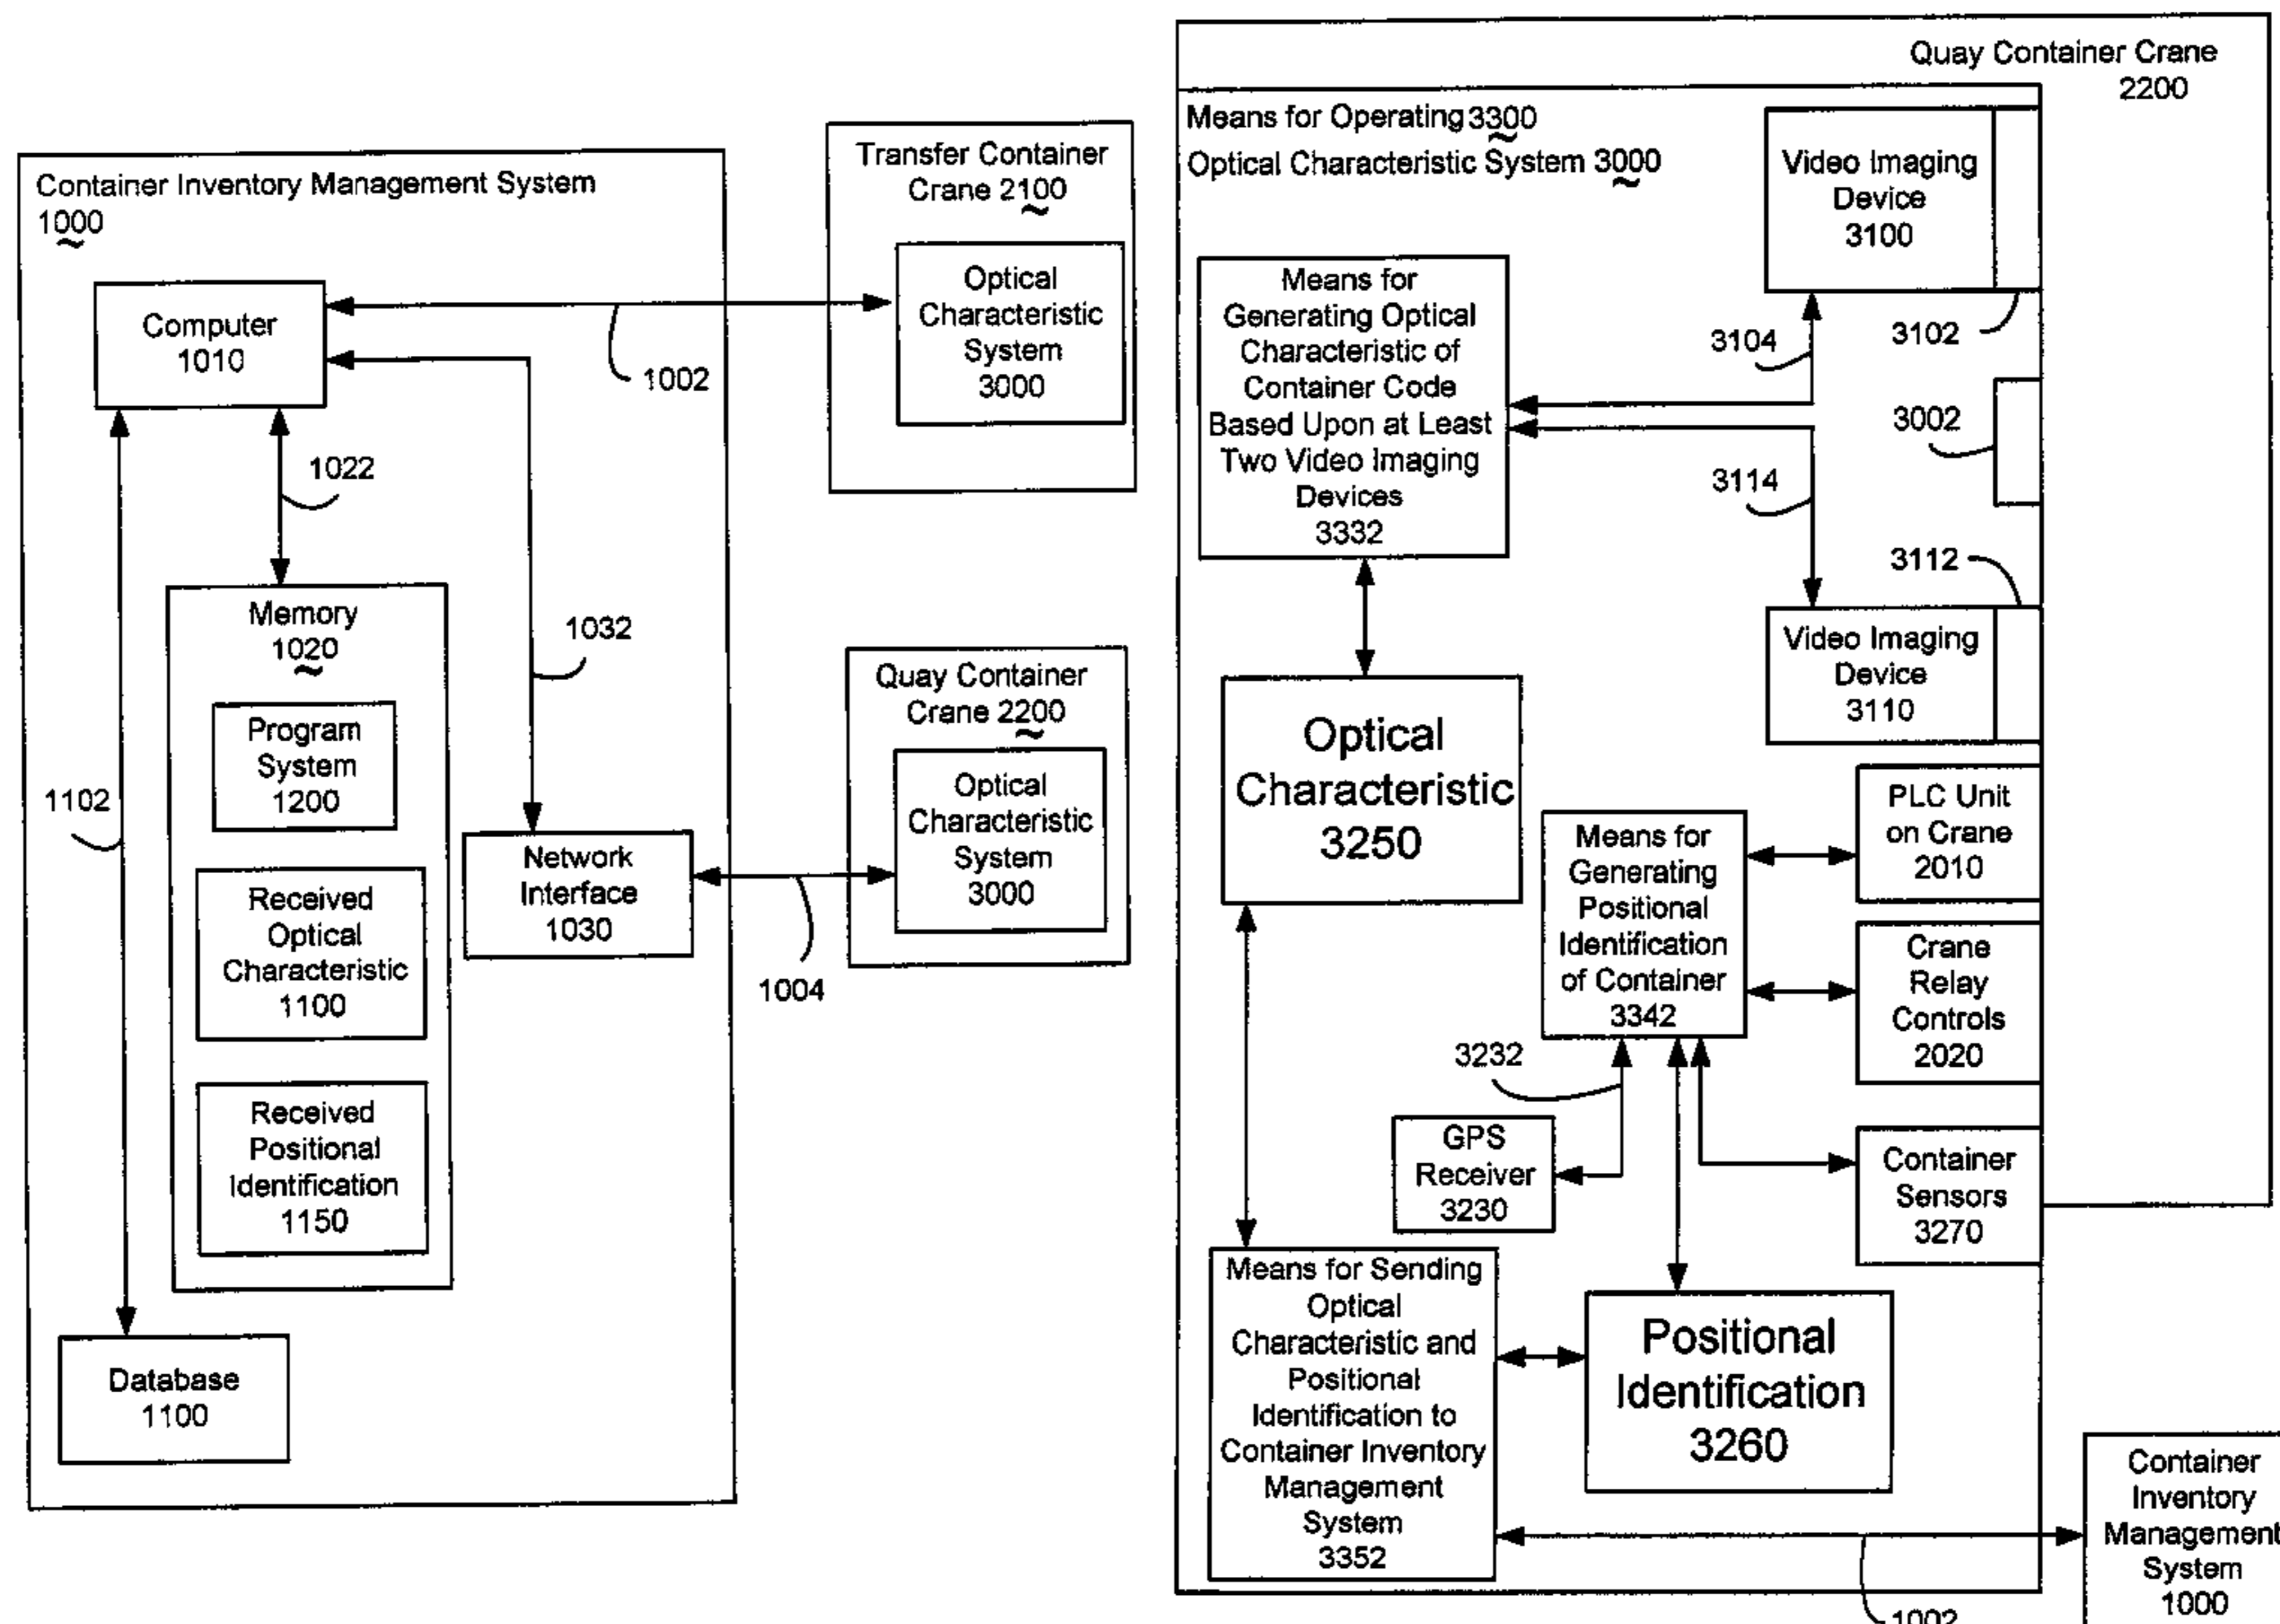 Container Inventory Management System
1000
Computer
1010
1002
1022
Memory
1020
Program
System
1200
Received
Optical
Characteristic
1100
Received
Positional
Identification
1150
1102
1032
Network
Interface
1030
1004
Database
1100
Transfer Container
Crane 2100
Optical
Characteristic
System
3000
Quay Container
Crane 2200
Optical
Characteristic
System
3000
Quay Container Crane
2200
Means for Operating 3300
Optical Characteristic System 3000
Video Imaging
Device
3100
3102
3104
3002
3114
3112
Means for
Generating Optical
Characteristic of
Container Code
Based Upon at Least
Two Video Imaging
Devices
3332
Video Imaging
Device
3110
Optical
Characteristic
3250
Means for
Generating
Positional
Identification
of Container
3342
PLC Unit
on Crane
2010
Crane
Relay
Controls
2020
3232
GPS
Receiver
3230
Container
Sensors
3270
Means for Sending
Optical
Characteristic and
Positional
Identification to
Container Inventory
Management
System
3352
Positional
Identification
3260
Container
Inventory
Management
System
1000
1002